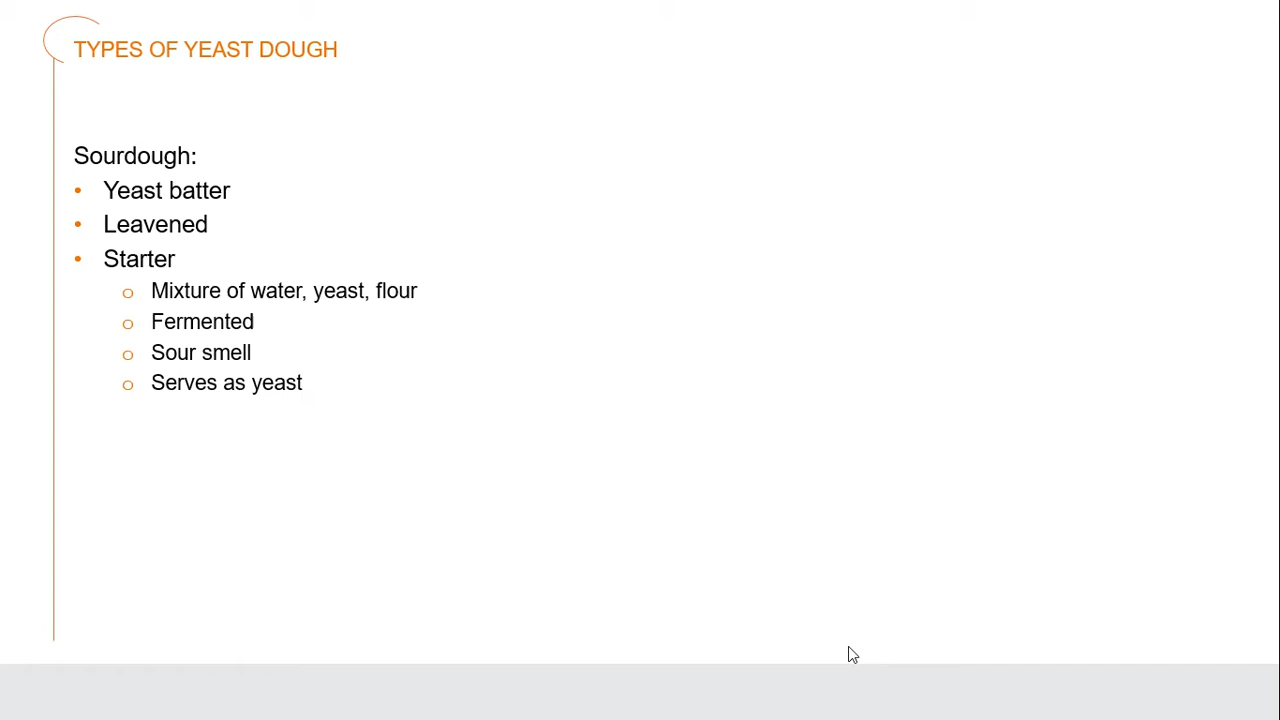 TYPES OF YEAST DOUGH
Sourdough:
• Yeast batter
• Leavened
• Starter
o Mixture of water, yeast, flour
o Fermented
o Sour smell
o Serves as yeast